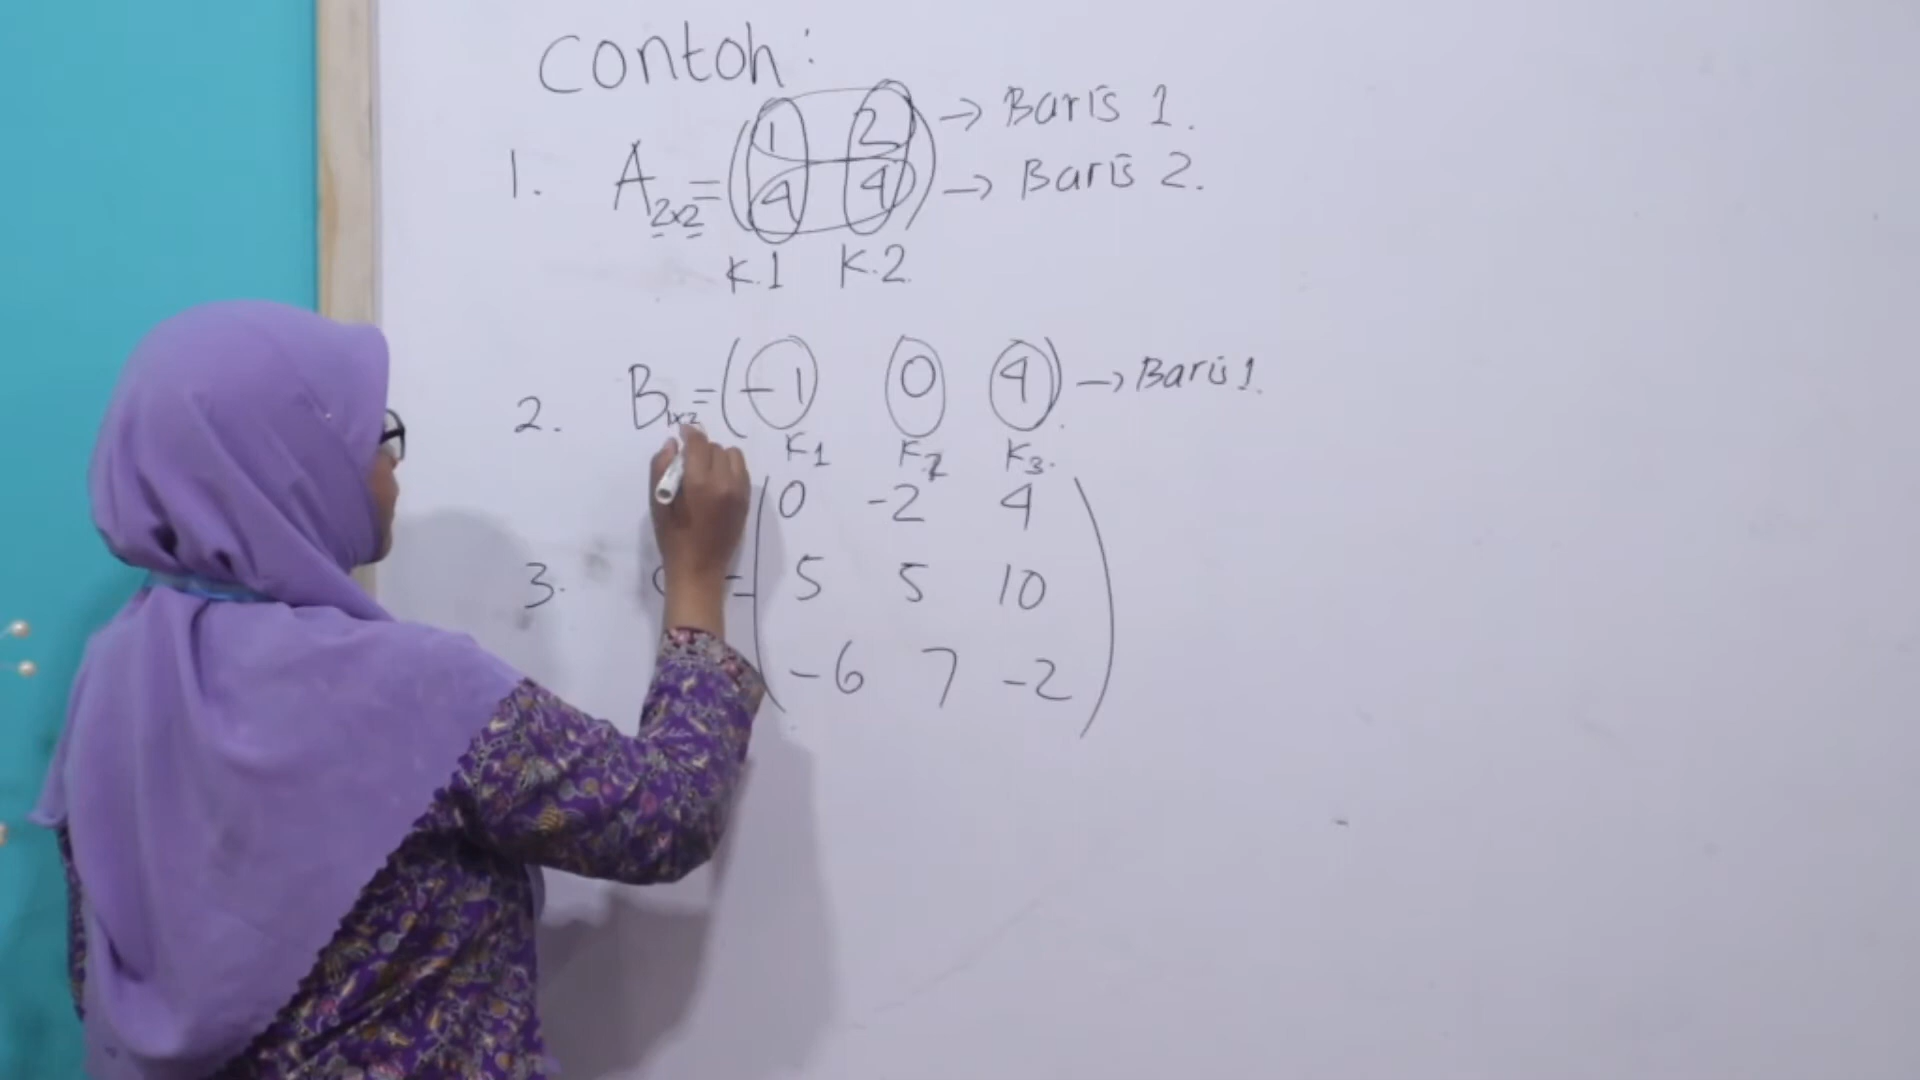 Contoh :
1. A2x2 = (1 2) → Baris 1.
(4 4) → Baris 2.
K.1 K.2
2. B1x = (-1 0 4) → Baris 1.
K1 K2 K3.
0 -2 4
3. = 5 5 10
-6 7 -2